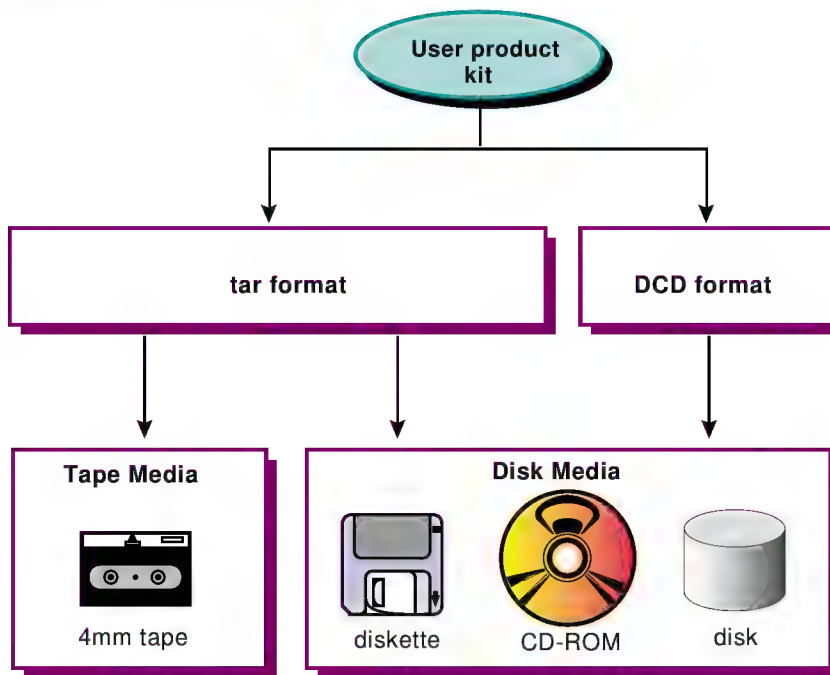 User product
kit
tar format
DCD format
Tape Media
4mm tape
Disk Media
diskette
CD-ROM
disk